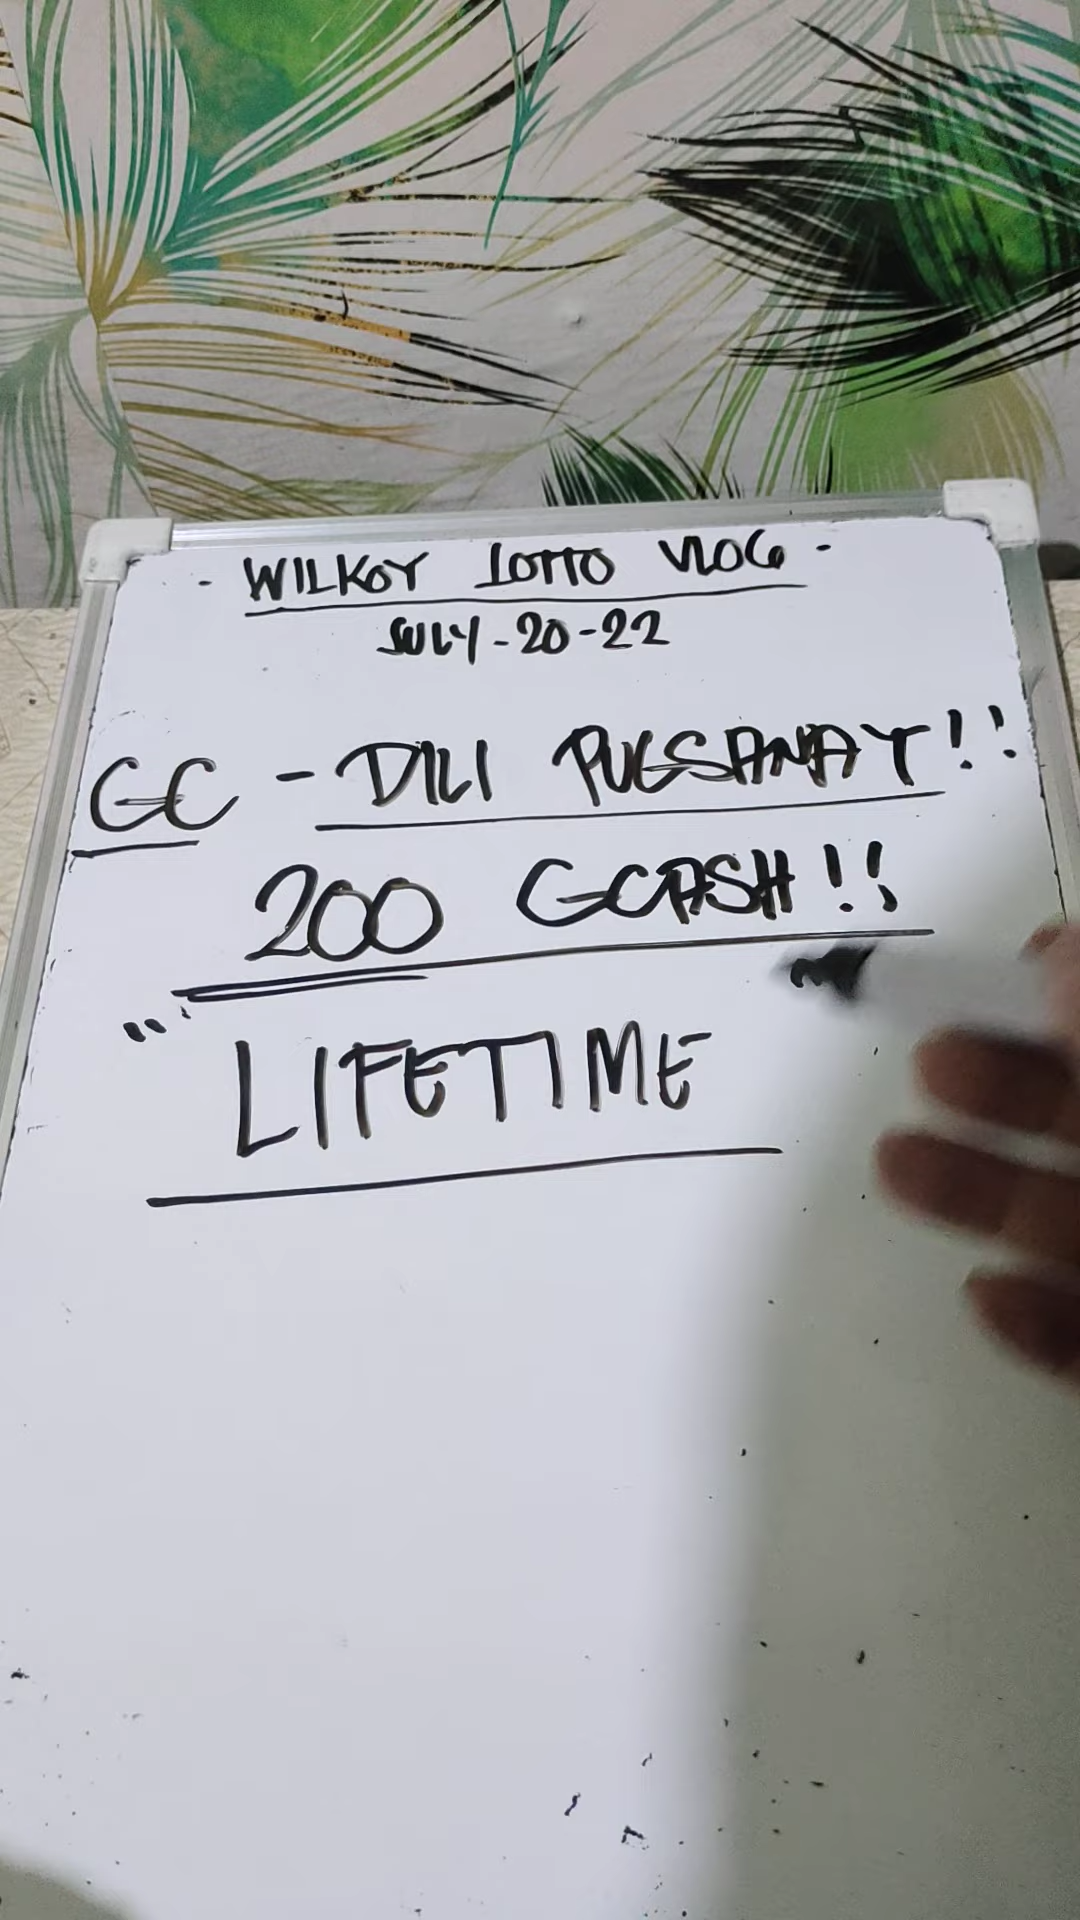 - WILKOY LOTTO VLOG -
JULY-20-22
GC - DILI PUGSANAY!!
200 GCASH!!
"LIFETIME